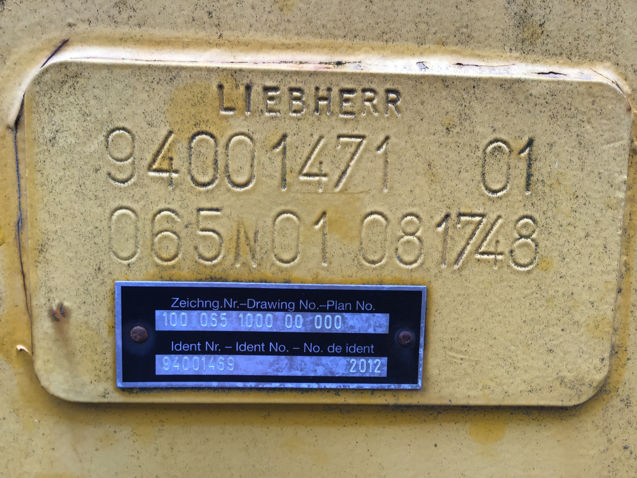 LIEBHERR
94001471 01
065N01 081748
Zeichng.Nr.–Drawing No.–Plan No.
100 065 1000 00 000
Ident Nr. – Ident No. – No. de ident
94001469 2012